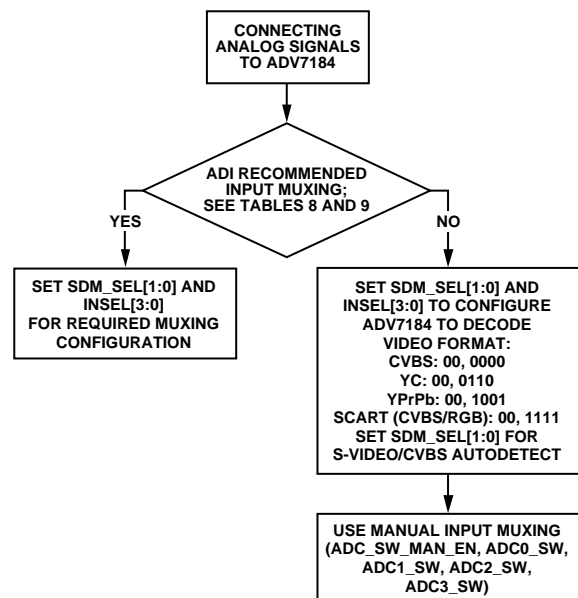 CONNECTING
ANALOG SIGNALS
TO ADV7184
ADI RECOMMENDED
INPUT MUXING;
SEE TABLES 8 AND 9
YES
NO
SET SDM_SEL[1:0] AND
INSEL[3:0]
FOR REQUIRED MUXING
CONFIGURATION
SET SDM_SEL[1:0] AND
INSEL[3:0] TO CONFIGURE
ADV7184 TO DECODE
VIDEO FORMAT:
CVBS: 00, 0000
YC: 00, 0110
YPrPb: 00, 1001
SCART (CVBS/RGB): 00, 1111
SET SDM_SEL[1:0] FOR
S-VIDEO/CVBS AUTODETECT
USE MANUAL INPUT MUXING
(ADC_SW_MAN_EN, ADC0_SW,
ADC1_SW, ADC2_SW,
ADC3_SW)